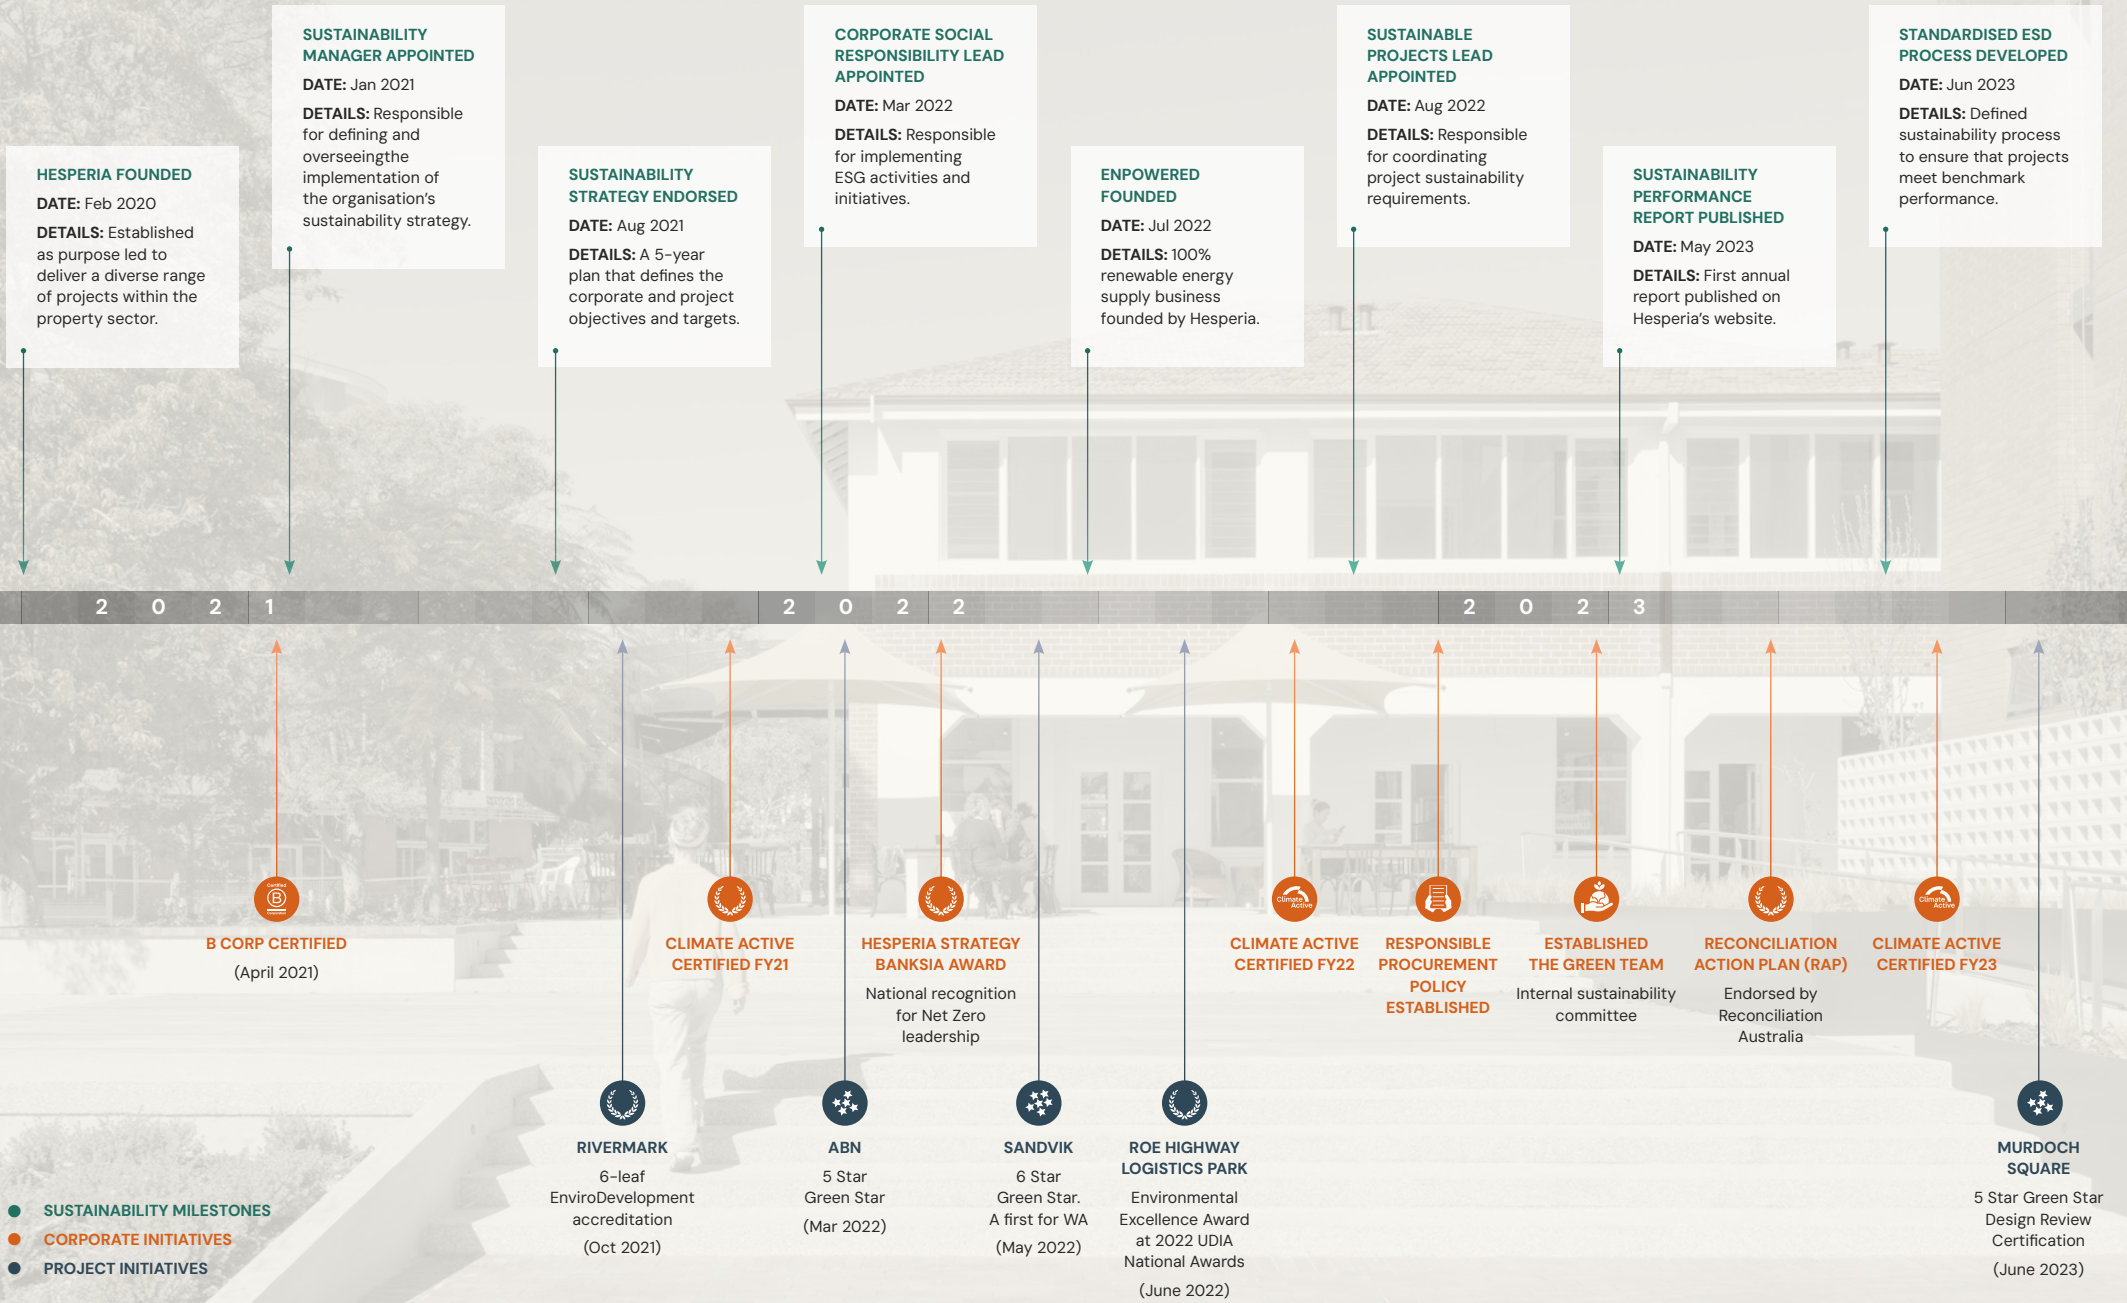 HESPERIA FOUNDED
DATE: Feb 2020
DETAILS: Established
as purpose led to
deliver a diverse range
of projects within the
property sector.
SUSTAINABILITY
MANAGER APPOINTED
DATE: Jan 2021
DETAILS: Responsible
for defining and
overseeingthe
implementation of
the organisation's
sustainability strategy.
SUSTAINABILITY
STRATEGY ENDORSED
DATE: Aug 2021
DETAILS: A 5-year
plan that defines the
corporate and project
objectives and targets.
CORPORATE SOCIAL
RESPONSIBILITY LEAD
APPOINTED
DATE: Mar 2022
DETAILS: Responsible
for implementing
ESG activities and
initiatives.
ENPOWERED
FOUNDED
DATE: Jul 2022
DETAILS: 100%
renewable energy
supply business
founded by Hesperia.
SUSTAINABLE
PROJECTS LEAD
APPOINTED
DATE: Aug 2022
DETAILS: Responsible
for coordinating
project sustainability
requirements.
SUSTAINABILITY
PERFORMANCE
REPORT PUBLISHED
DATE: May 2023
DETAILS: First annual
report published on
Hesperia's website.
STANDARDISED ESD
PROCESS DEVELOPED
DATE: Jun 2023
DETAILS: Defined
sustainability process
to ensure that projects
meet benchmark
performance.
2 0 2 1
2 0 2 2
2 0 2 3
Certified
B
Corporation
B CORP CERTIFIED
(April 2021)
CLIMATE ACTIVE
CERTIFIED FY21
HESPERIA STRATEGY
BANKSIA AWARD
National recognition
for Net Zero
leadership
Climate
Active
CLIMATE ACTIVE
CERTIFIED FY22
RESPONSIBLE
PROCUREMENT
POLICY
ESTABLISHED
ESTABLISHED
THE GREEN TEAM
Internal sustainability
committee
RECONCILIATION
ACTION PLAN (RAP)
Endorsed by
Reconciliation
Australia
Climate
Active
CLIMATE ACTIVE
CERTIFIED FY23
RIVERMARK
6-leaf
EnviroDevelopment
accreditation
(Oct 2021)
ABN
5 Star
Green Star
(Mar 2022)
SANDVIK
6 Star
Green Star.
A first for WA
(May 2022)
ROE HIGHWAY
LOGISTICS PARK
Environmental
Excellence Award
at 2022 UDIA
National Awards
(June 2022)
MURDOCH
SQUARE
5 Star Green Star
Design Review
Certification
(June 2023)
SUSTAINABILITY MILESTONES
CORPORATE INITIATIVES
PROJECT INITIATIVES